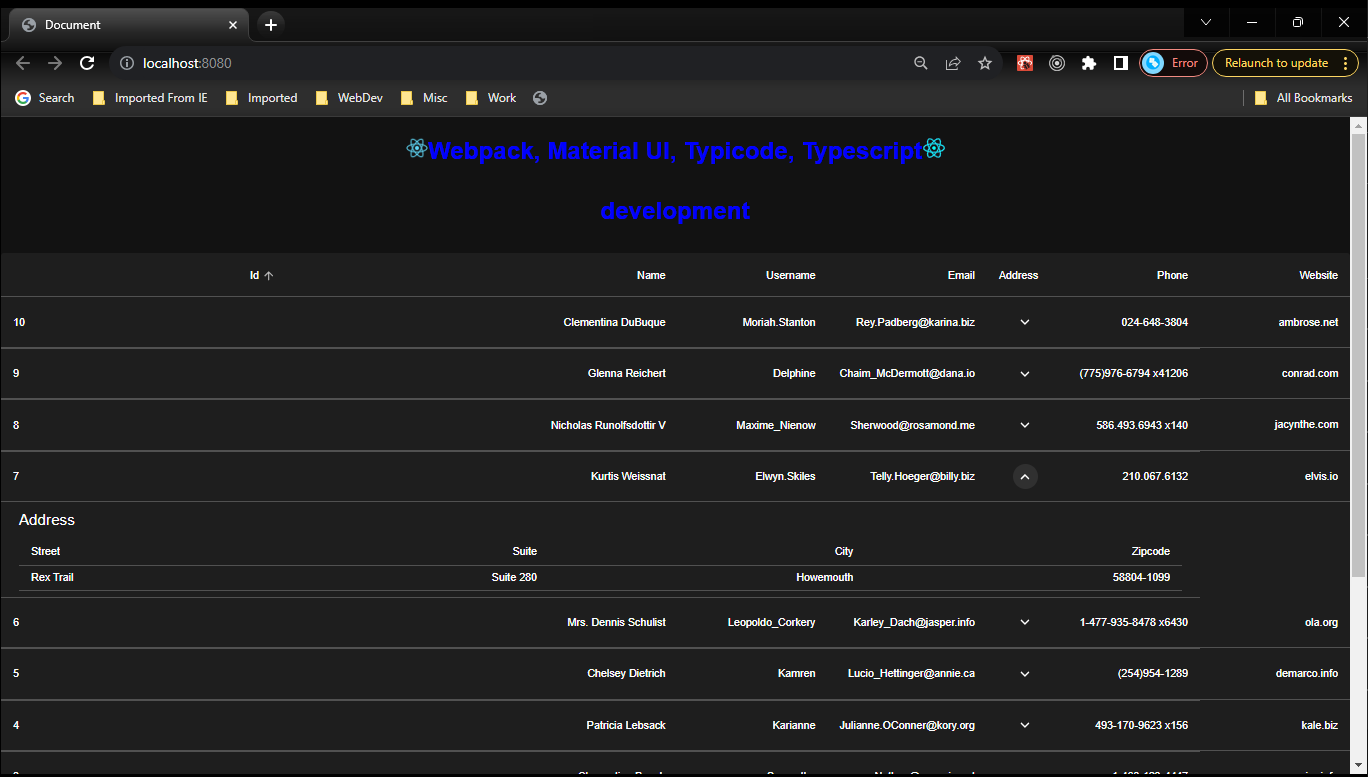 Document
localhost:8080
Error
Relaunch to update
Search Imported From IE Imported WebDev Misc Work All Bookmarks
Webpack, Material UI, Typicode, Typescript
development
Id Name Username Email Address Phone Website
10 Clementina DuBuque Moriah.Stanton Rey.Padberg@karina.biz 024-648-3804 ambrose.net
9 Glenna Reichert Delphine Chaim_McDermott@dana.io (775)976-6794 x41206 conrad.com
8 Nicholas Runolfsdottir V Maxime_Nienow Sherwood@rosamond.me 586.493.6943 x140 jacynthe.com
7 Kurtis Weissnat Elwyn.Skiles Telly.Hoeger@billy.biz 210.067.6132 elvis.io
Address
Street Suite City Zipcode
Rex Trail Suite 280 Howemouth 58804-1099
6 Mrs. Dennis Schulist Leopoldo_Corkery Karley_Dach@jasper.info 1-477-935-8478 x6430 ola.org
5 Chelsey Dietrich Kamren Lucio_Hettinger@annie.ca (254)954-1289 demarco.info
4 Patricia Lebsack Karianne Julianne.OConner@kory.org 493-170-9623 x156 kale.biz